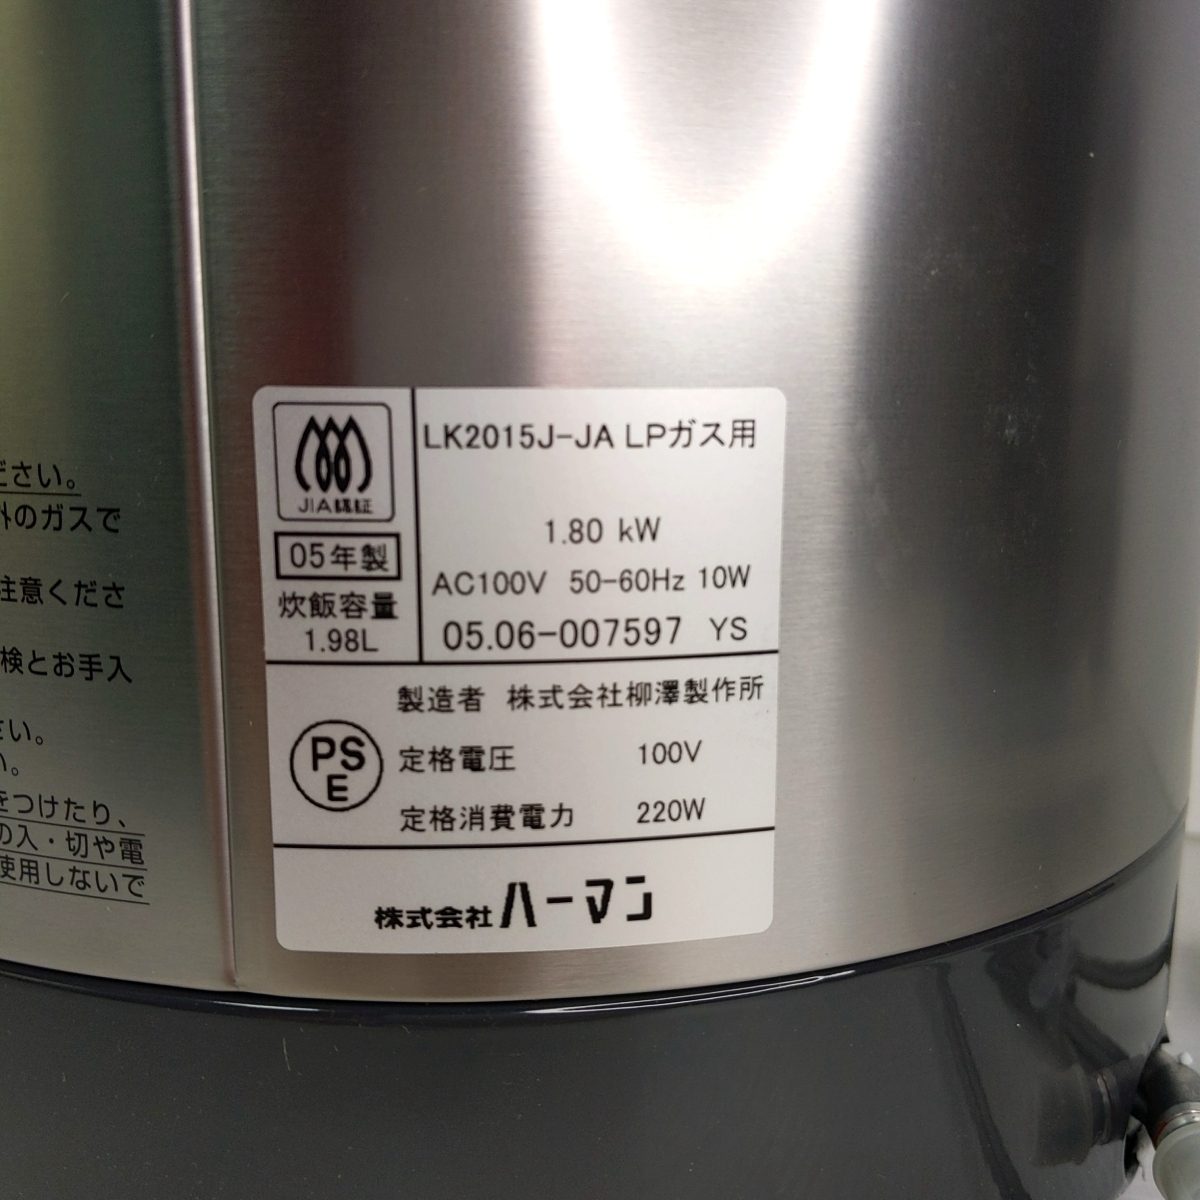 ださい。
外のガスで
注意くださ
検とお手入
さい。
い。
をつけたり、
の入・切や電
使用しないで
JIA認証
05年製
炊飯容量
1.98L
LK2015J-JA LPガス用
1.80 kW
AC100V 50-60Hz 10W
05.06-007597 YS
PS
E
製造者 株式会社柳澤製作所
定格電圧 100V
定格消費電力 220W
株式会社ハーマン